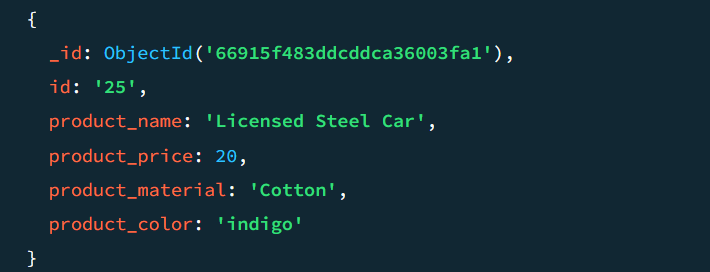 {
_id: ObjectId('66915f483ddcddca36003fa1'),
id: '25',
product_name: 'Licensed Steel Car',
product_price: 20,
product_material: 'Cotton',
product_color: 'indigo'
}